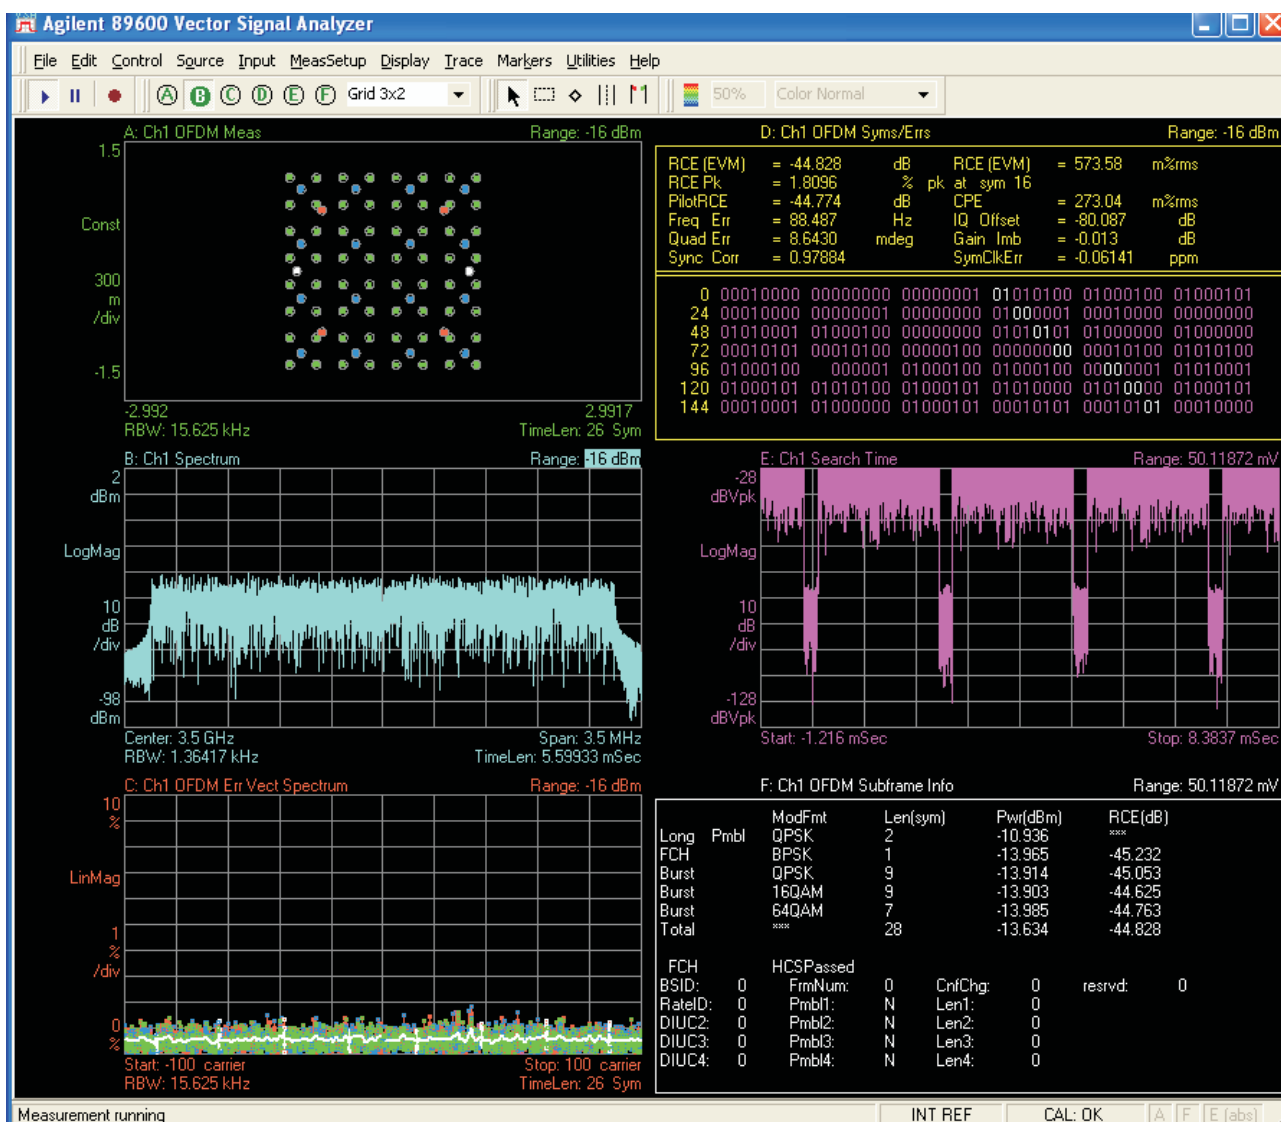 Agilent 89600 Vector Signal Analyzer
File Edit Control Source Input MeasSetup Display Trace Markers Utilities Help
A B C D E F Grid 3x2 50% Color Normal
A: Ch1 OFDM Meas Range: -16 dBm
1.5
Const
300
m
/div
-1.5
-2.992 2.9917
RBW: 15.625 kHz TimeLen: 26 Sym
D: Ch1 OFDM Syms/Errs Range: -16 dBm
RCE (EVM) = -44.828 dB RCE (EVM) = 573.58 m%rms
RCE Pk = 1.8096 % pk at sym 16
PilotRCE = -44.774 dB CPE = 273.04 m%rms
Freq Err = 88.487 Hz IQ Offset = -80.087 dB
Quad Err = 8.6430 mdeg Gain Imb = -0.013 dB
Sync Corr = 0.97884 SymClkErr = -0.06141 ppm
0 00010000 00000000 00000001 01010100 01000100 01000101
24 00010000 00000001 00000000 01000001 00010000 00000000
48 01010001 01000100 00000000 01010101 01000000 01000000
72 00010101 00010100 00000000 00000000 00010100 01010100
96 01000100 000001 01000100 01000100 00000001 01010001
120 01000101 01010100 01000101 01010000 01010000 01000101
144 00010001 01000000 01000101 00010101 00010101 00010000
B: Ch1 Spectrum Range: -16 dBm
2
dBm
LogMag
10
dB
/div
-98
dBm
Center: 3.5 GHz Span: 3.5 MHz
RBW: 1.36417 kHz TimeLen: 5.59933 mSec
E: Ch1 Search Time Range: 50.11872 mV
-28
dBVpk
LogMag
10
dB
/div
-128
dBVpk
Start: -1.216 mSec Stop: 8.3837 mSec
C: Ch1 OFDM Err Vect Spectrum Range: -16 dBm
10
%
LinMag
1
%
/div
0
%
Start: -100 carrier Stop: 100 carrier
RBW: 15.625 kHz TimeLen: 26 Sym
F: Ch1 OFDM Subframe Info Range: 50.11872 mV
ModFmt Len(sym) Pwr(dBm) RCE(dB)
Long Pmbl QPSK 2 -10.936 ***
FCH BPSK 1 -13.965 -45.232
Burst QPSK 9 -13.914 -45.053
Burst 16QAM 9 -13.903 -44.625
Burst 64QAM 7 -13.985 -44.763
Total *** 28 -13.634 -44.828
FCH HCSPassed
BSID: 0 FrmNum: 0 CnfChg: 0 resrvd: 0
RateID: 0 Pmbl1: N Len1: 0
DIUC2: 0 Pmbl2: N Len2: 0
DIUC3: 0 Pmbl3: N Len3: 0
DIUC4: 0 Pmbl4: N Len4: 0
Measurement running INT REF CAL: OK A F E (abs)